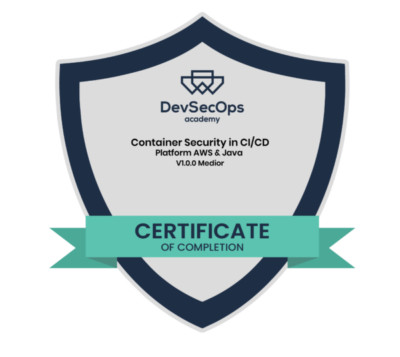 DevSecOps
academy
Container Security in CI/CD
Platform AWS & Java
V1.0.0 Medior
CERTIFICATE
OF COMPLETION